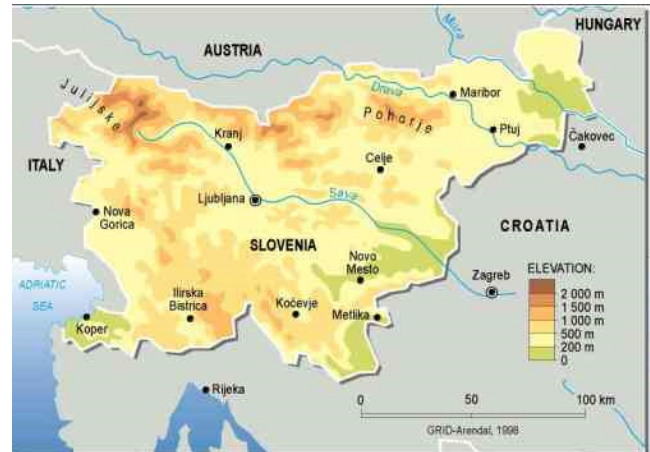 HUNGARY
AUSTRIA
Mura
Drava
Maribor
Julijske
Pohorje
Ptuj
Kranj
Čakovec
ITALY
Celje
Ljubljana
Sava
Nova
Gorica
SLOVENIA
CROATIA
Novo
Mesto
Zagreb
ADRIATIC
SEA
Ilirska
Bistrica
Kočevje
Metlika
Koper
Rijeka
ELEVATION:
2 000 m
1 500 m
1 000 m
500 m
200 m
0
0 50 100 km
GRID-Arendal, 1998